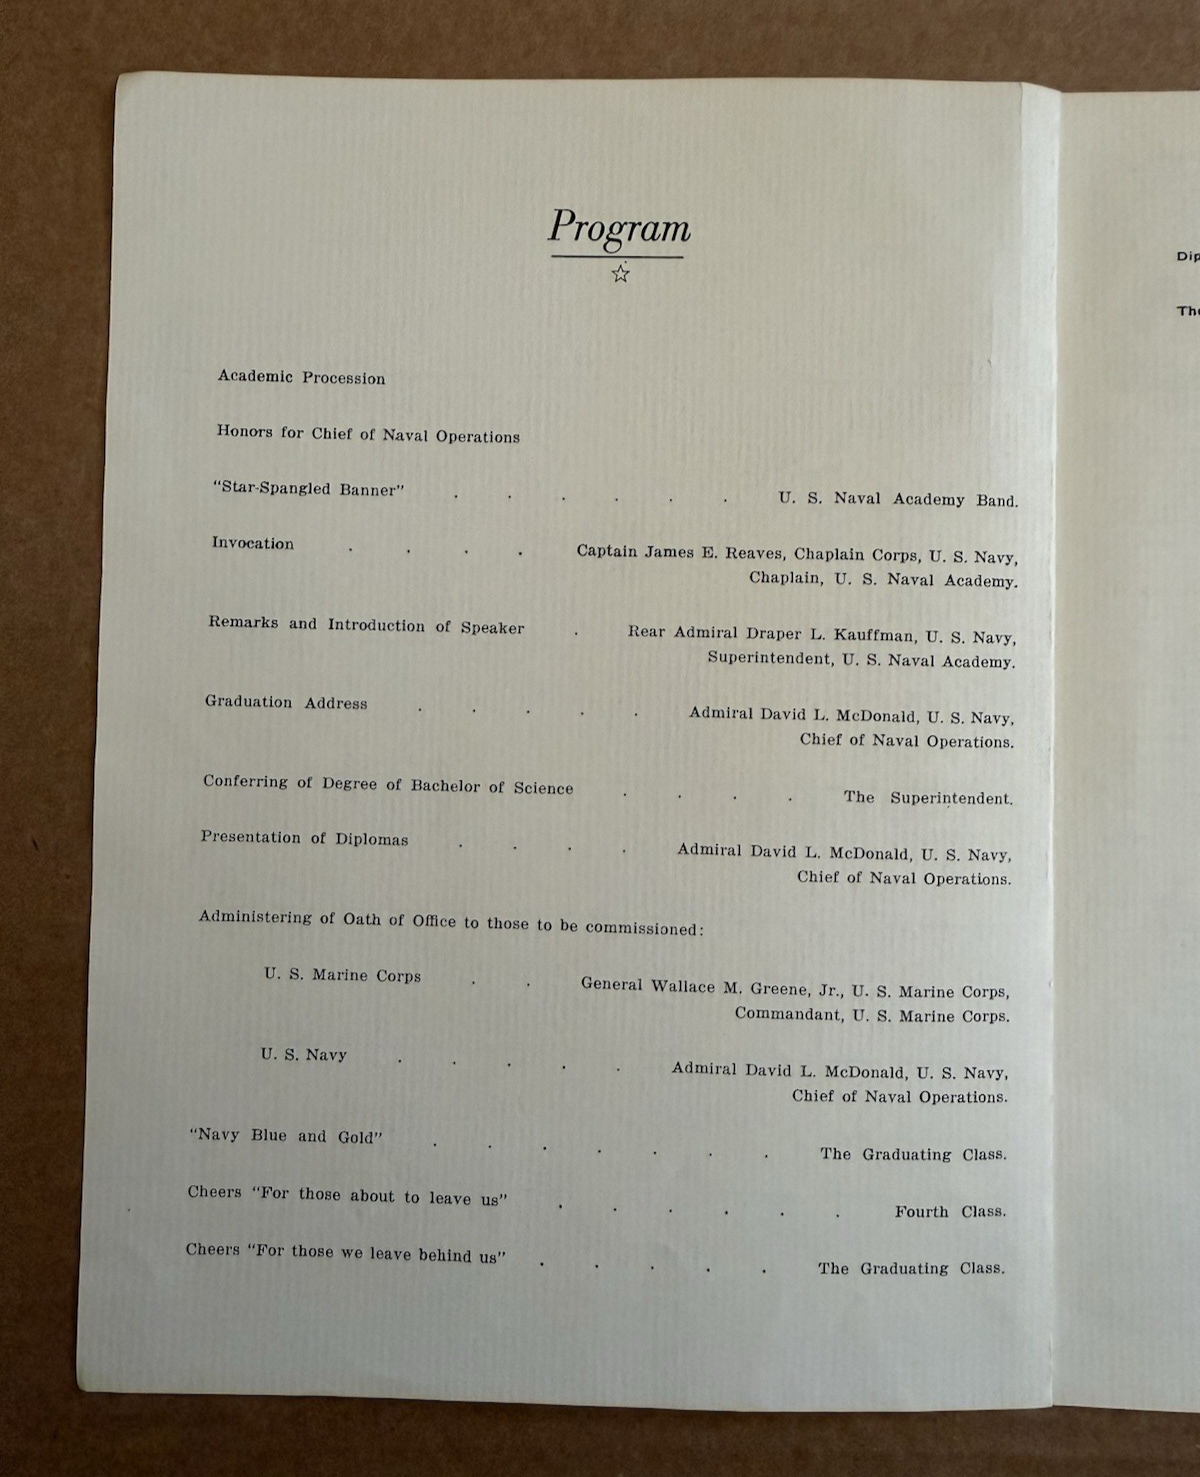 Program
Dip
The
Academic Procession
Honors for Chief of Naval Operations
"Star-Spangled Banner" . . . . . . U. S. Naval Academy Band.
Invocation . . . . Captain James E. Reaves, Chaplain Corps, U. S. Navy,
Chaplain, U. S. Naval Academy.
Remarks and Introduction of Speaker . Rear Admiral Draper L. Kauffman, U. S. Navy,
Superintendent, U. S. Naval Academy.
Graduation Address . . . . . Admiral David L. McDonald, U. S. Navy,
Chief of Naval Operations.
Conferring of Degree of Bachelor of Science . . . . The Superintendent.
Presentation of Diplomas . . . . Admiral David L. McDonald, U. S. Navy,
Chief of Naval Operations.
Administering of Oath of Office to those to be commissioned:
U. S. Marine Corps . . General Wallace M. Greene, Jr., U. S. Marine Corps,
Commandant, U. S. Marine Corps.
U. S. Navy . . . . . Admiral David L. McDonald, U. S. Navy,
Chief of Naval Operations.
"Navy Blue and Gold" . . . . . . . The Graduating Class.
Cheers "For those about to leave us" . . . . . . Fourth Class.
Cheers "For those we leave behind us" . . . . . The Graduating Class.